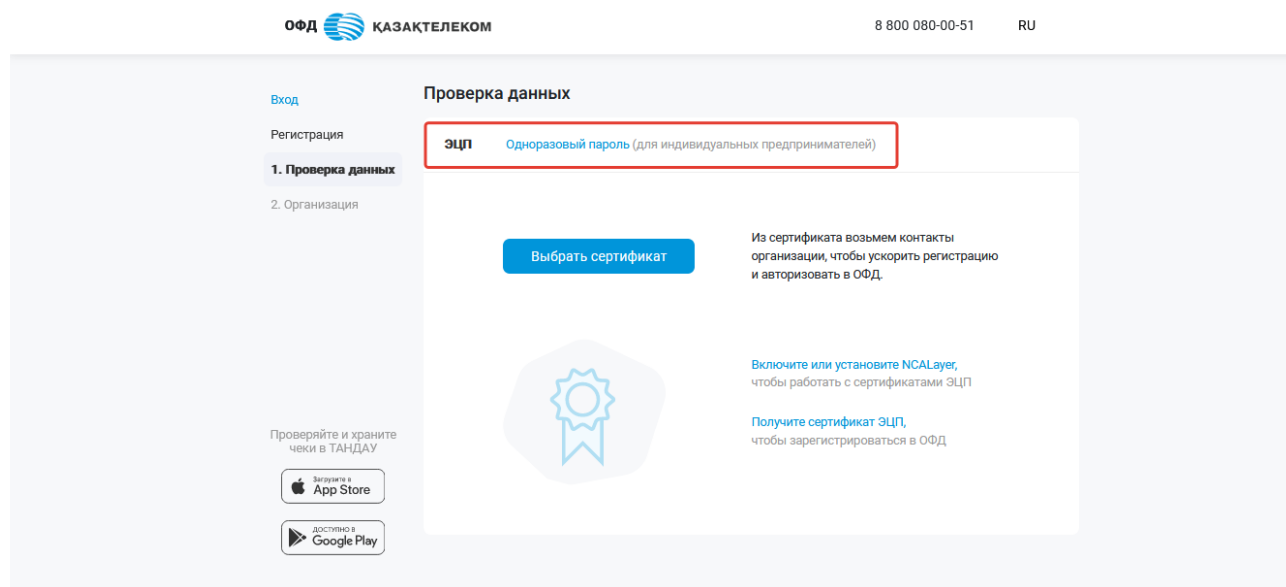 ОФД ҚАЗАҚТЕЛЕКОМ
8 800 080-00-51
RU
Вход
Регистрация
1. Проверка данных
2. Организация
Проверка данных
ЭЦП
Одноразовый пароль (для индивидуальных предпринимателей)
Выбрать сертификат
Из сертификата возьмем контакты
организации, чтобы ускорить регистрацию
и авторизовать в ОФД.
Включите или установите NCALayer,
чтобы работать с сертификатами ЭЦП
Получите сертификат ЭЦП,
чтобы зарегистрироваться в ОФД
Проверяйте и храните
чеки в ТАНДАУ
Загрузите в
App Store
ДОСТУПНО В
Google Play